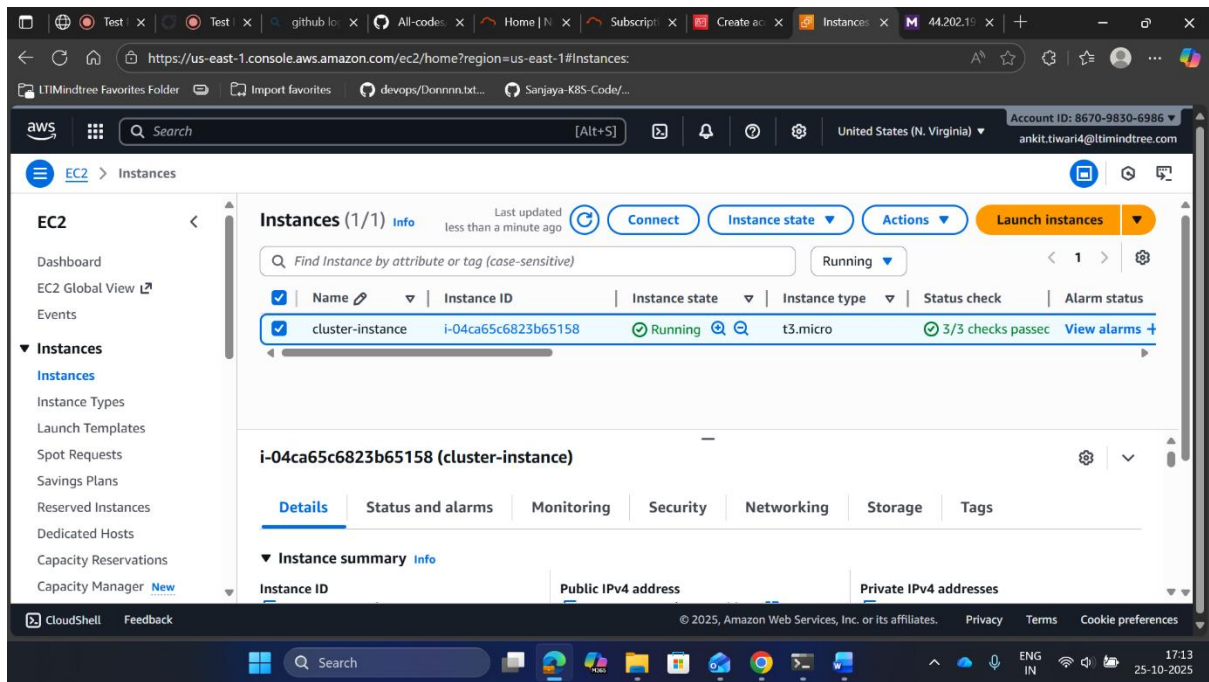 Test
Test
github log
All-codes
Home | N
Subscripti
Create acc
Instances
M 44.202.19
https://us-east-1.console.aws.amazon.com/ec2/home?region=us-east-1#Instances:
LTIMindtree Favorites Folder
Import favorites
devops/Donnnn.txt...
Sanjaya-K8S-Code/...
aws
Search
[Alt+S]
United States (N. Virginia)
Account ID: 8670-9830-6986
ankit.tiwari4@ltimindtree.com
EC2 > Instances
EC2
Dashboard
EC2 Global View
Events
Instances
Instances
Instance Types
Launch Templates
Spot Requests
Savings Plans
Reserved Instances
Dedicated Hosts
Capacity Reservations
Capacity Manager New
Instances (1/1) Info
Last updated
less than a minute ago
Connect
Instance state
Actions
Launch instances
Find Instance by attribute or tag (case-sensitive)
Running
1
Name | Instance ID | Instance state | Instance type | Status check | Alarm status
cluster-instance i-04ca65c6823b65158 Running t3.micro 3/3 checks passec View alarms +
i-04ca65c6823b65158 (cluster-instance)
Details Status and alarms Monitoring Security Networking Storage Tags
Instance summary Info
Instance ID Public IPv4 address Private IPv4 addresses
CloudShell Feedback © 2025, Amazon Web Services, Inc. or its affiliates. Privacy Terms Cookie preferences
Search
M365
ENG
IN
17:13
25-10-2025